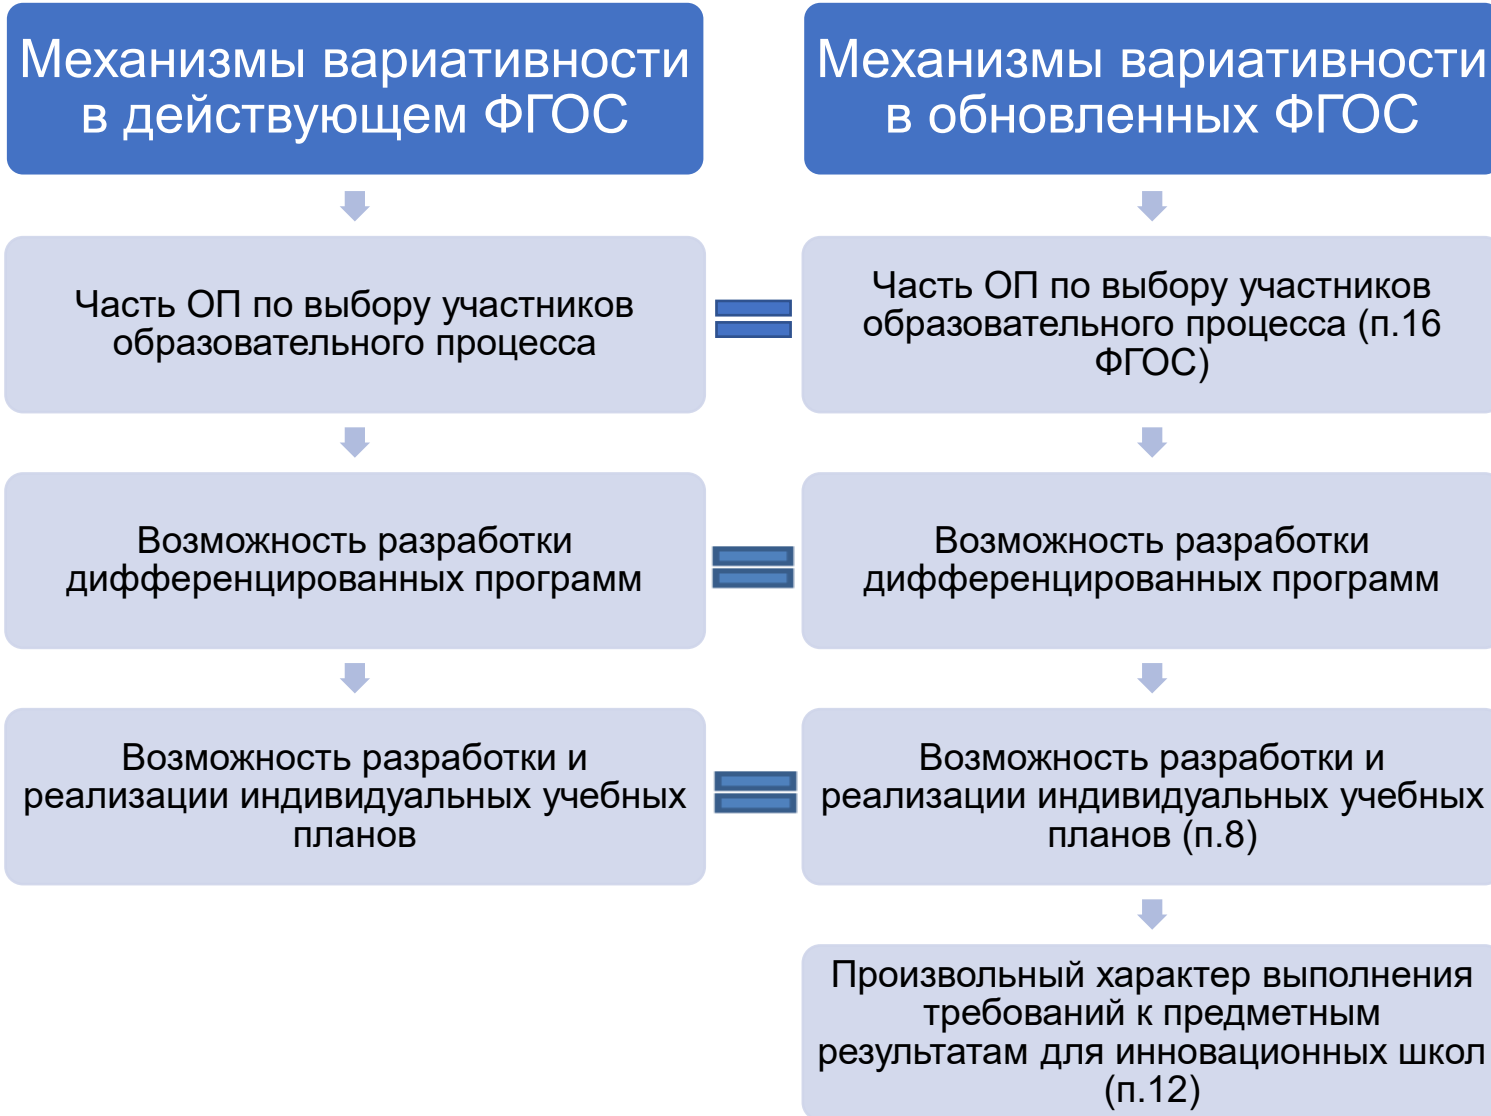 Механизмы вариативности
в действующем ФГОС
Часть ОП по выбору участников
образовательного процесса
Возможность разработки
дифференцированных программ
Возможность разработки и
реализации индивидуальных учебных
планов
Механизмы вариативности
в обновленных ФГОС
Часть ОП по выбору участников
образовательного процесса (п.16
ФГОС)
Возможность разработки
дифференцированных программ
Возможность разработки и
реализации индивидуальных учебных
планов (п.8)
Произвольный характер выполнения
требований к предметным
результатам для инновационных школ
(п.12)